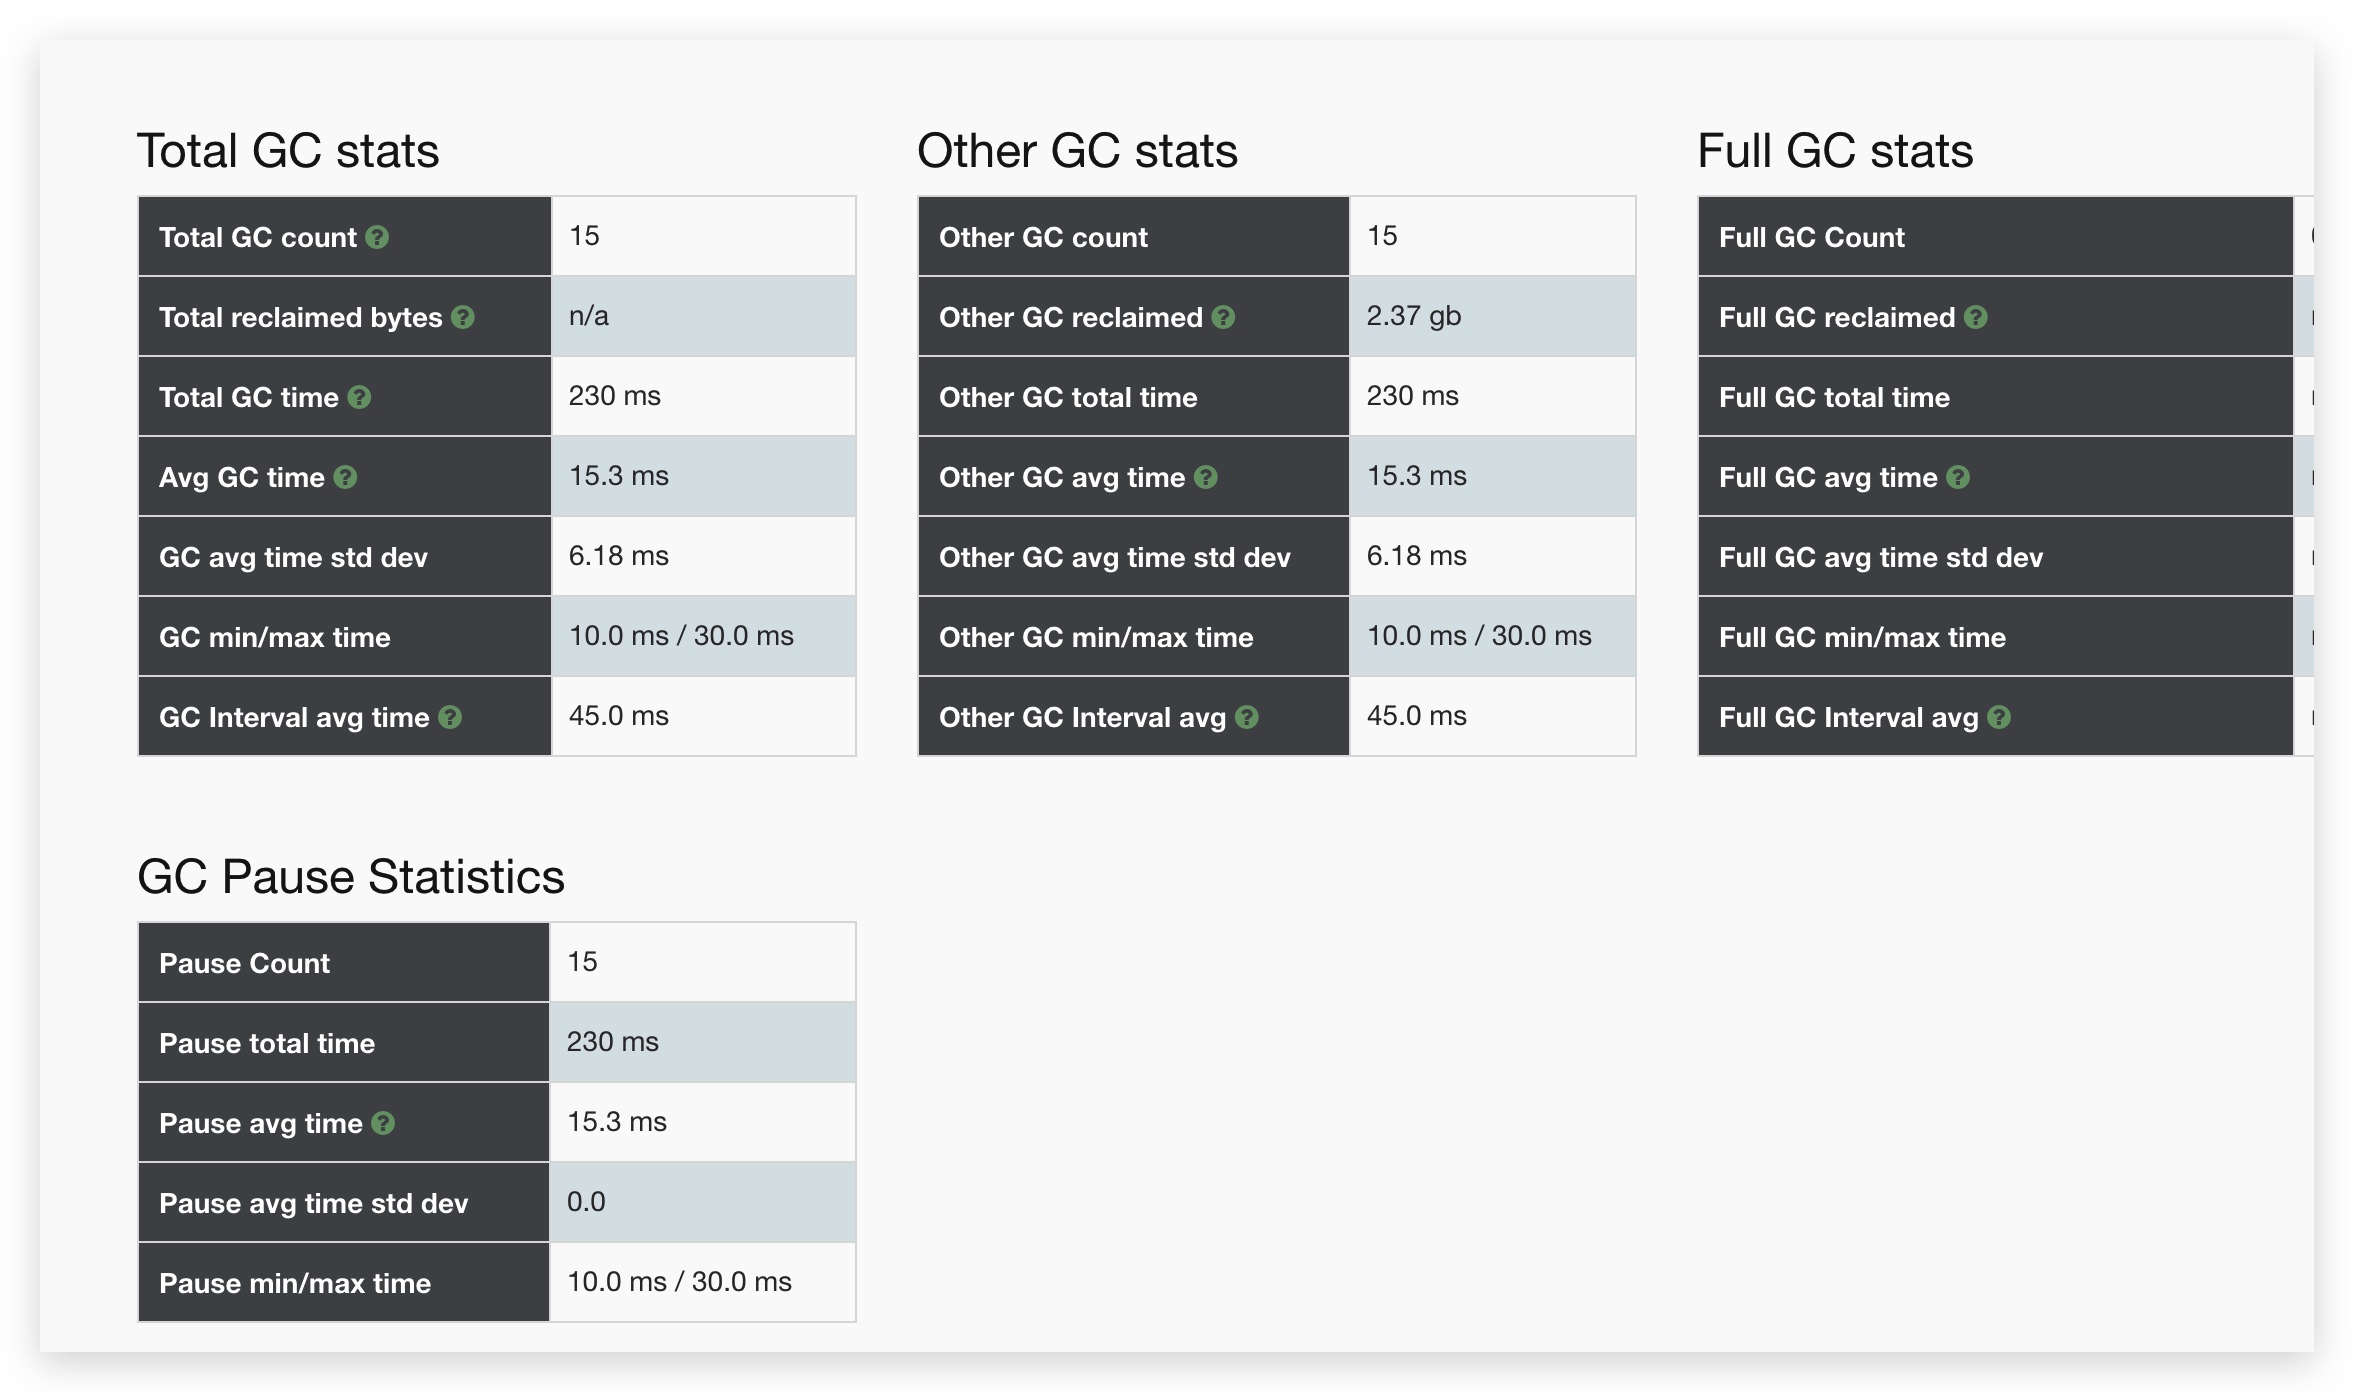 Total GC stats
Total GC count 15
Total reclaimed bytes n/a
Total GC time 230 ms
Avg GC time 15.3 ms
GC avg time std dev 6.18 ms
GC min/max time 10.0 ms / 30.0 ms
GC Interval avg time 45.0 ms
Other GC stats
Other GC count 15
Other GC reclaimed 2.37 gb
Other GC total time 230 ms
Other GC avg time 15.3 ms
Other GC avg time std dev 6.18 ms
Other GC min/max time 10.0 ms / 30.0 ms
Other GC Interval avg 45.0 ms
Full GC stats
Full GC Count
Full GC reclaimed
Full GC total time
Full GC avg time
Full GC avg time std dev
Full GC min/max time
Full GC Interval avg
GC Pause Statistics
Pause Count 15
Pause total time 230 ms
Pause avg time 15.3 ms
Pause avg time std dev 0.0
Pause min/max time 10.0 ms / 30.0 ms